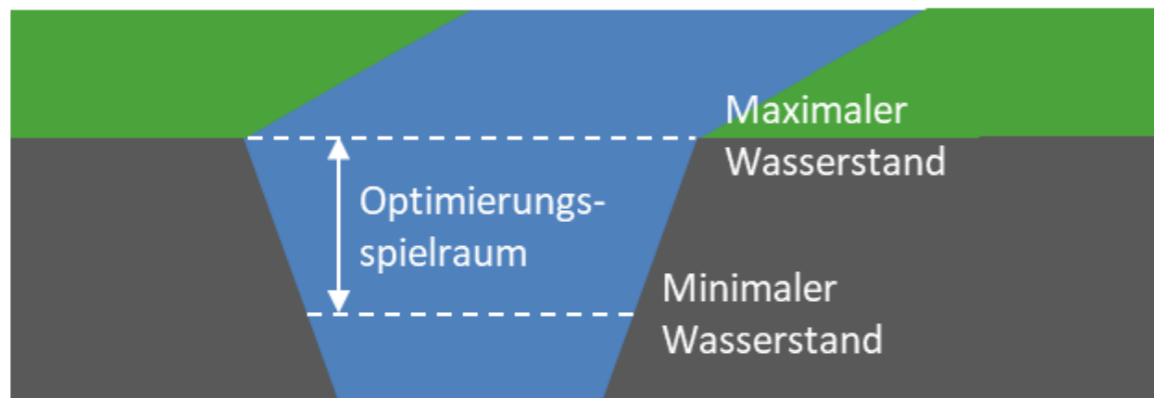 Maximaler
Wasserstand
Optimierungs-
spielraum
Minimaler
Wasserstand